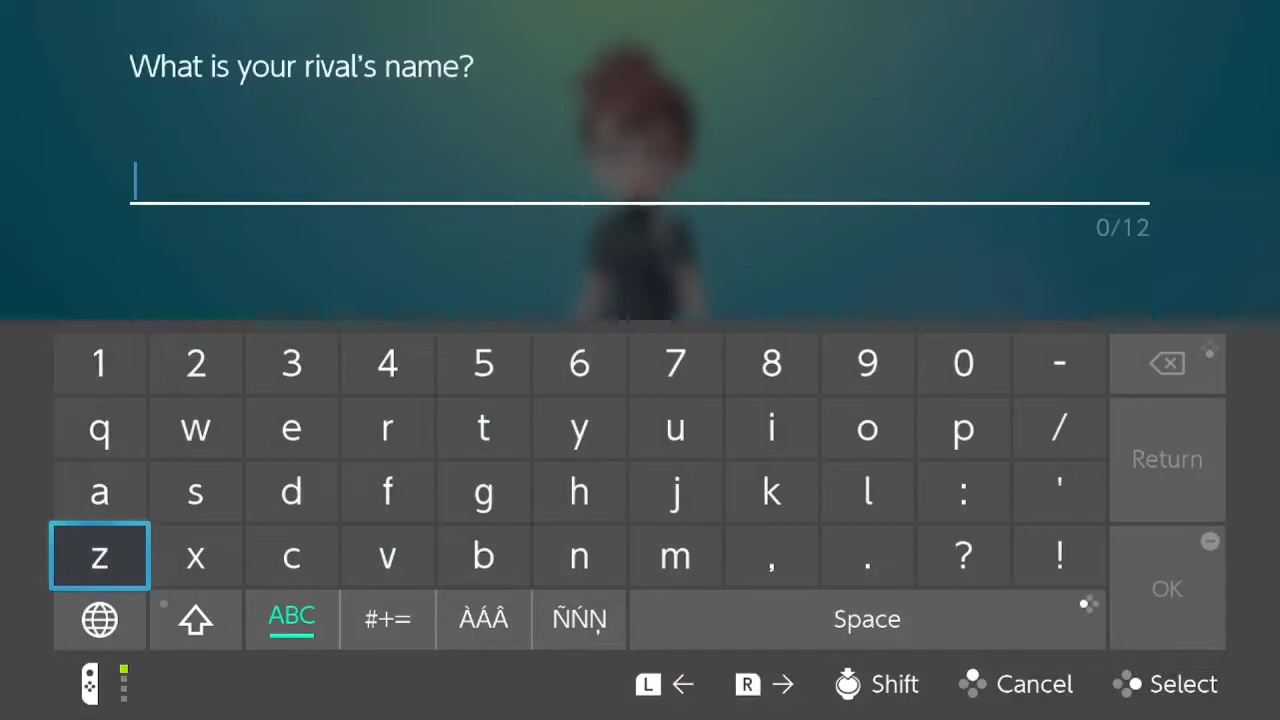 What is your rival's name?
0/12
1 2 3 4 5 6 7 8 9 0 -
q w e r t y u i o p /
Return
a s d f g h j k l : '
z x c v b n m , . ? !
OK
ABC #+= ÀÁÂ ÑŃŅ Space
L ← R → Shift Cancel Select